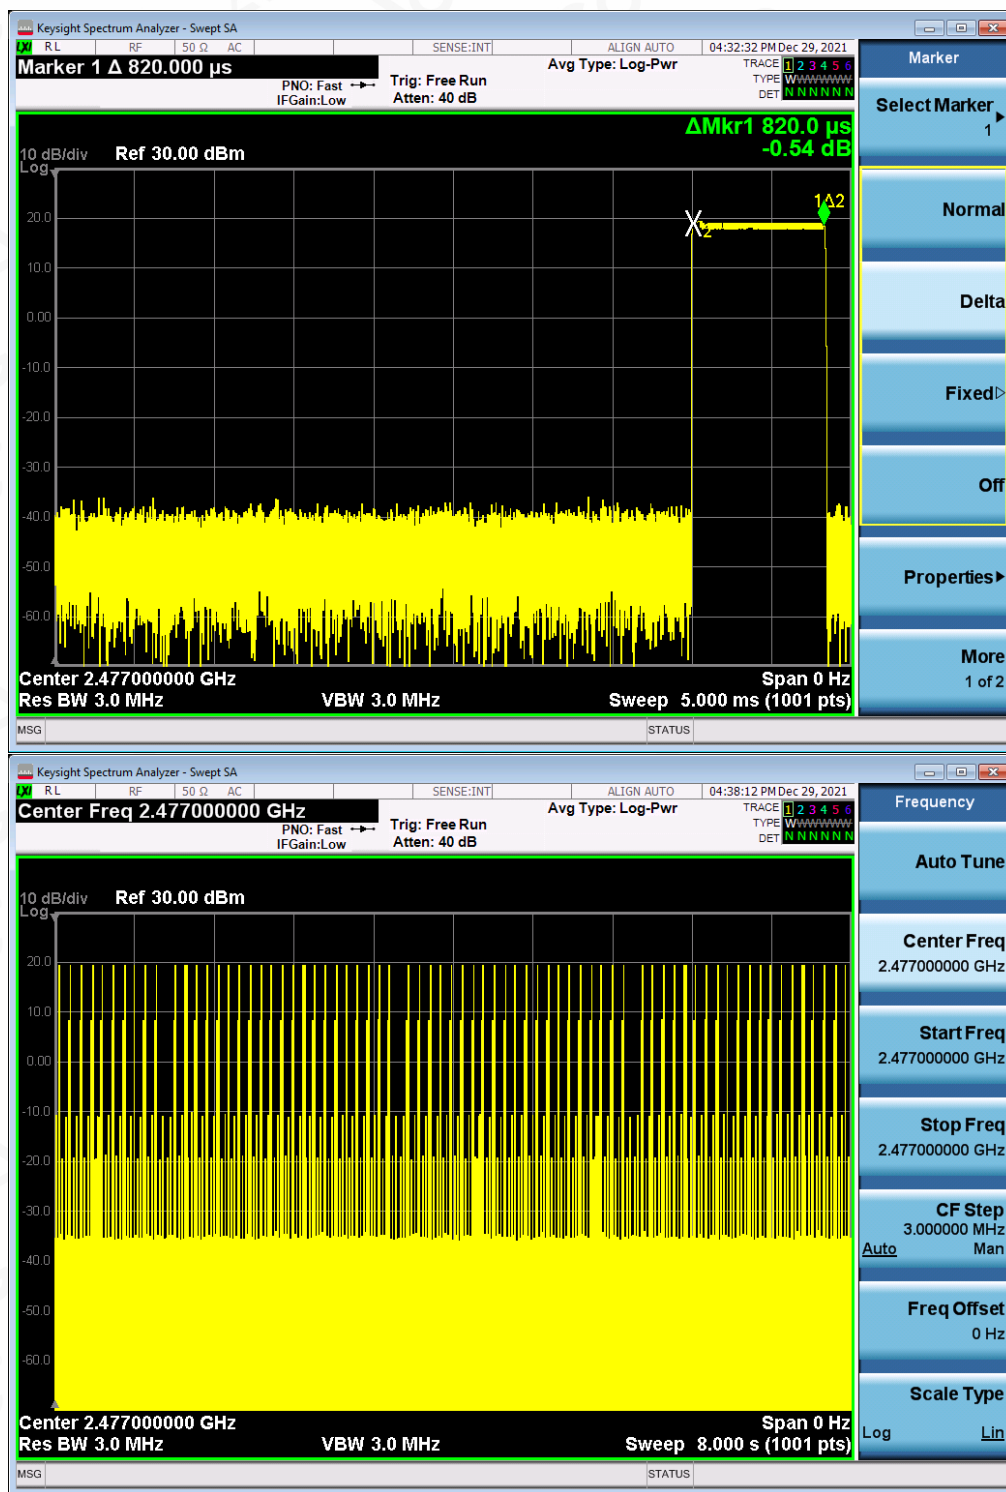 Keysight Spectrum Analyzer - Swept SA
LXI RL RF 50 Ω AC SENSE:INT ALIGN AUTO 04:32:32 PM Dec 29, 2021
Marker 1 Δ 820.000 µs
PNO: Fast
IFGain:Low
Trig: Free Run
Atten: 40 dB
Avg Type: Log-Pwr
TRACE 1 2 3 4 5 6
TYPE WWWWWW
DET N N N N N N
ΔMkr1 820.0 µs
-0.54 dB
10 dB/div Ref 30.00 dBm
Log
20.0
10.0
0.00
-10.0
-20.0
-30.0
-40.0
-50.0
-60.0
1Δ2
2
Center 2.477000000 GHz Span 0 Hz
Res BW 3.0 MHz VBW 3.0 MHz Sweep 5.000 ms (1001 pts)
MSG STATUS
Marker
Select Marker
1
Normal
Delta
Fixed
Off
Properties
More
1 of 2
Keysight Spectrum Analyzer - Swept SA
LXI RL RF 50 Ω AC SENSE:INT ALIGN AUTO 04:38:12 PM Dec 29, 2021
Center Freq 2.477000000 GHz
PNO: Fast
IFGain:Low
Trig: Free Run
Atten: 40 dB
Avg Type: Log-Pwr
TRACE 1 2 3 4 5 6
TYPE WWWWWW
DET N N N N N N
10 dB/div Ref 30.00 dBm
Log
20.0
10.0
0.00
-10.0
-20.0
-30.0
-40.0
-50.0
-60.0
Center 2.477000000 GHz Span 0 Hz
Res BW 3.0 MHz VBW 3.0 MHz Sweep 8.000 s (1001 pts)
MSG STATUS
Frequency
Auto Tune
Center Freq
2.477000000 GHz
Start Freq
2.477000000 GHz
Stop Freq
2.477000000 GHz
CF Step
3.000000 MHz
Auto Man
Freq Offset
0 Hz
Scale Type
Log Lin